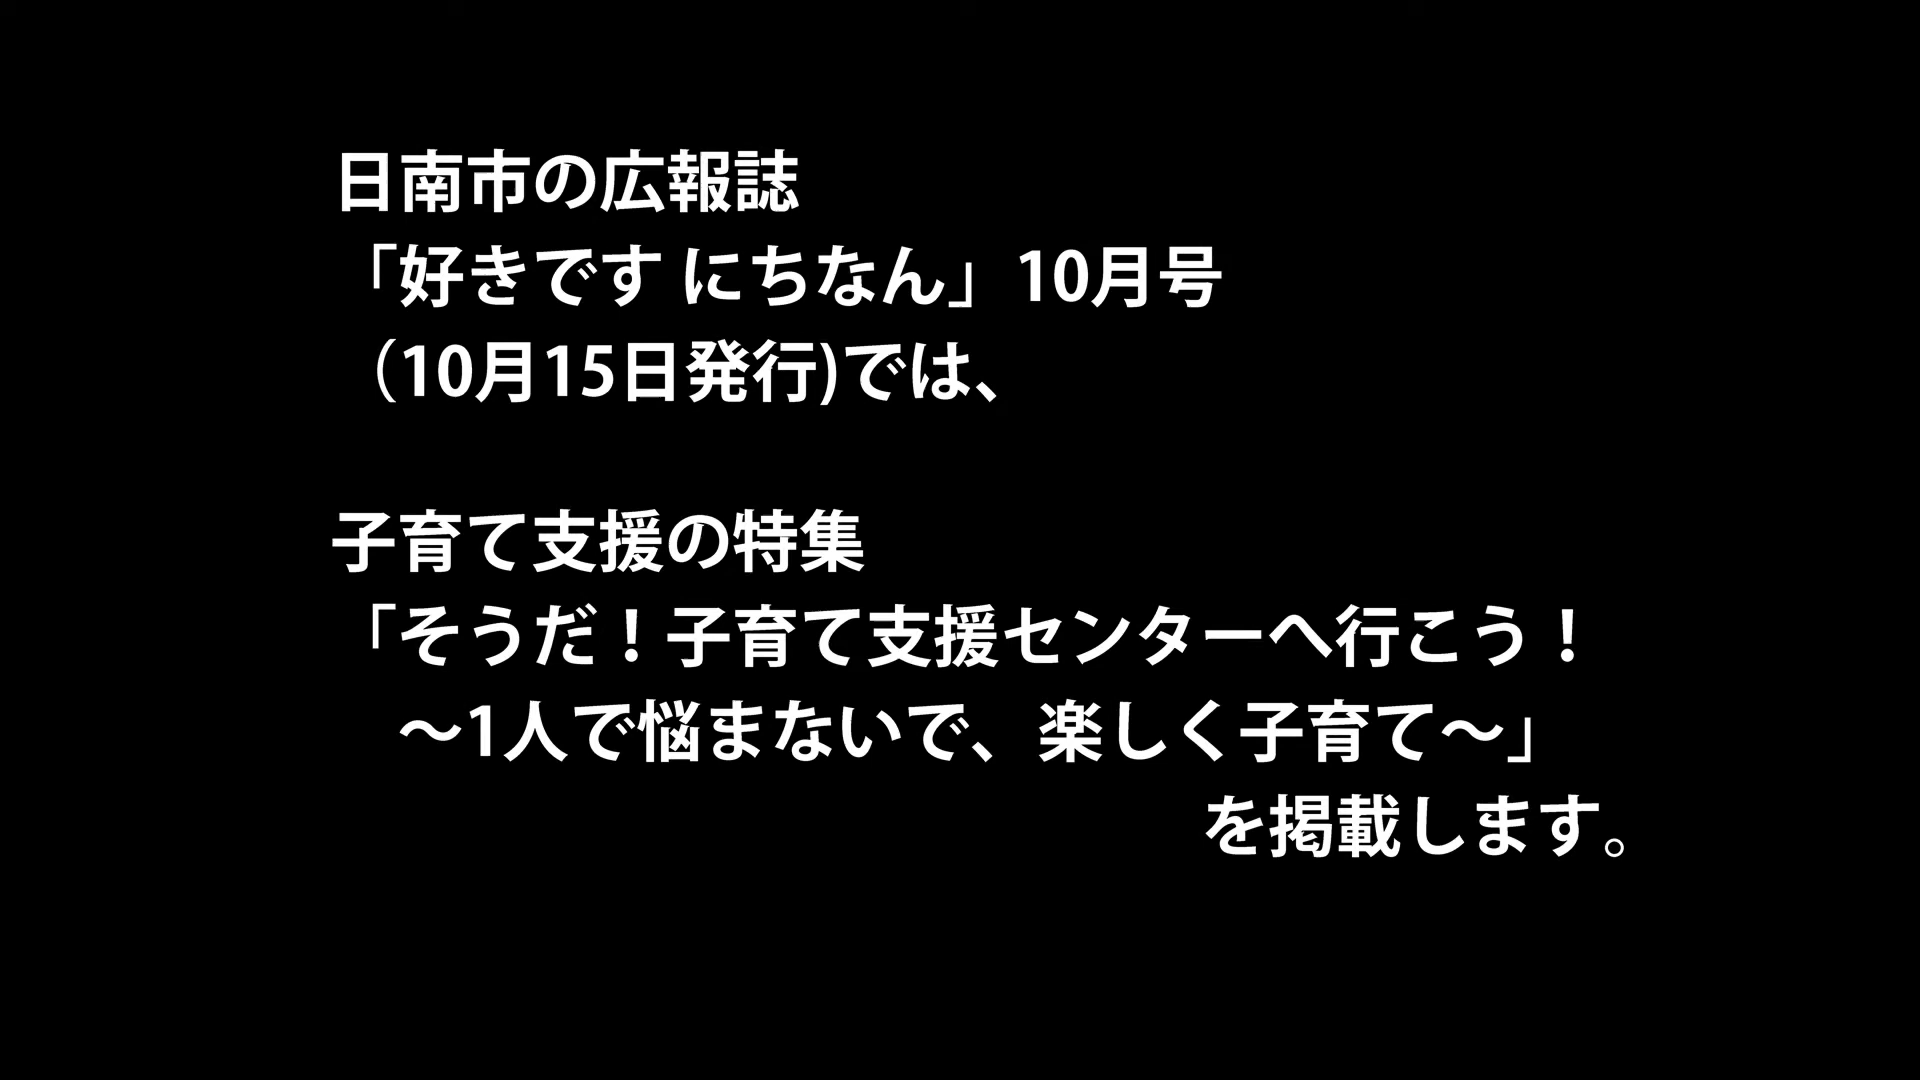 日南市の広報誌
「好きです にちなん」10月号
（10月15日発行)では、
子育て支援の特集
「そうだ！子育て支援センターへ行こう！
～1人で悩まないで、楽しく子育て～」
を掲載します。